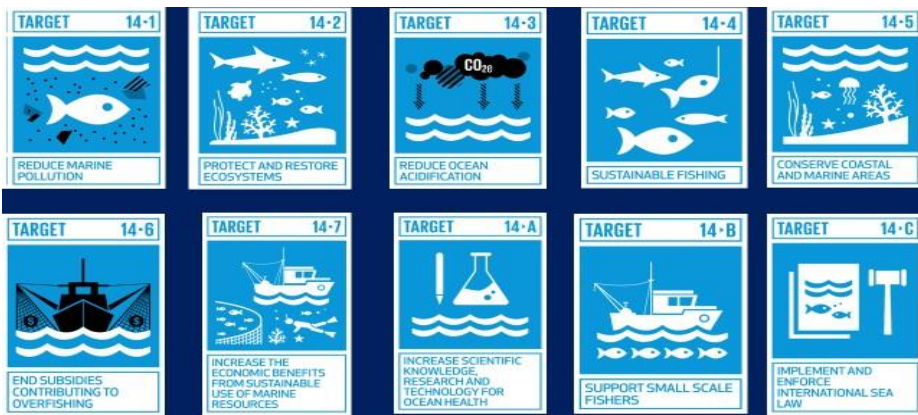 TARGET 14·1
REDUCE MARINE
POLLUTION
TARGET 14·2
PROTECT AND RESTORE
ECOSYSTEMS
TARGET 14·3
CO2e
REDUCE OCEAN
ACIDIFICATION
TARGET 14·4
SUSTAINABLE FISHING
TARGET 14·5
CONSERVE COASTAL
AND MARINE AREAS
TARGET 14·6
$ $
END SUBSIDIES
CONTRIBUTING TO
OVERFISHING
TARGET 14·7
INCREASE THE
ECONOMIC BENEFITS
FROM SUSTAINABLE
USE OF MARINE
RESOURCES
TARGET 14·A
INCREASE SCIENTIFIC
KNOWLEDGE,
RESEARCH AND
TECHNOLOGY FOR
OCEAN HEALTH
TARGET 14·B
SUPPORT SMALL SCALE
FISHERS
TARGET 14·C
IMPLEMENT AND
ENFORCE
INTERNATIONAL SEA
LAW